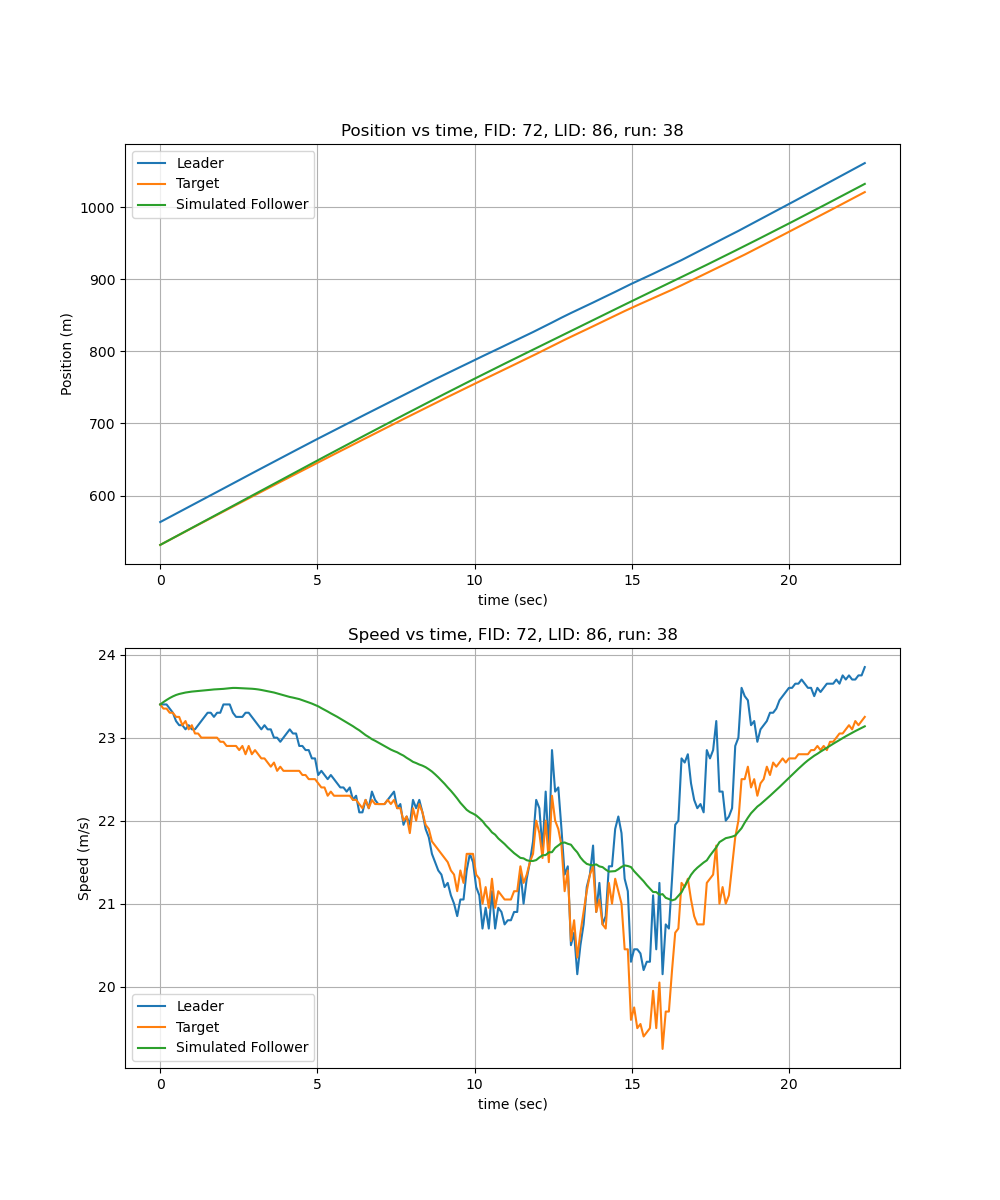 Position vs time, FID: 72, LID: 86, run: 38
Leader
Target
Simulated Follower
Position (m)
1000
900
800
700
600
0 5 10 15 20
time (sec)
Speed vs time, FID: 72, LID: 86, run: 38
Speed (m/s)
24
23
22
21
20
Leader
Target
Simulated Follower
0 5 10 15 20
time (sec)